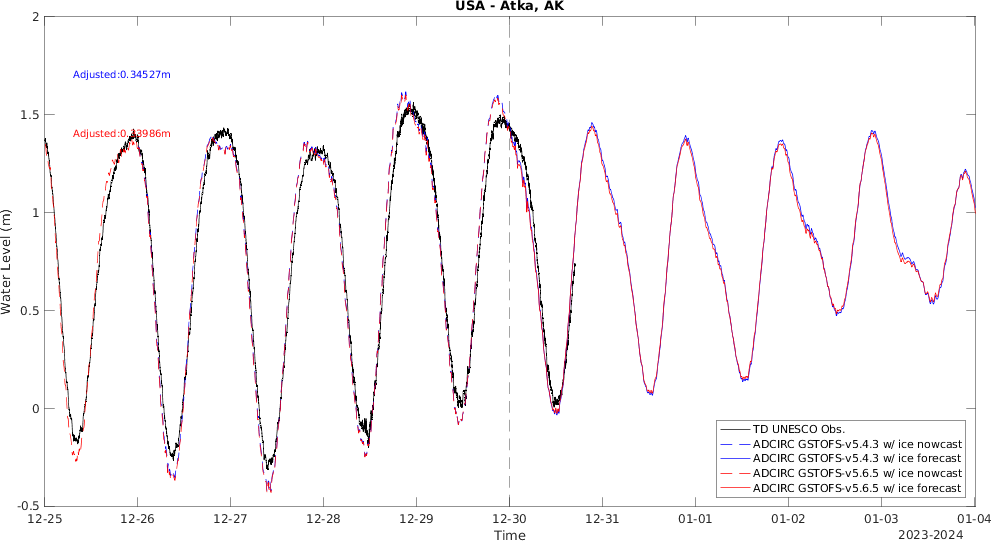 USA - Atka, AK
2
1.5
1
0.5
0
-0.5
Water Level (m)
Adjusted:0.34527m
Adjusted:0.33986m
TD UNESCO Obs.
ADCIRC GSTOFS-v5.4.3 w/ ice nowcast
ADCIRC GSTOFS-v5.4.3 w/ ice forecast
ADCIRC GSTOFS-v5.6.5 w/ ice nowcast
ADCIRC GSTOFS-v5.6.5 w/ ice forecast
12-25 12-26 12-27 12-28 12-29 12-30 12-31 01-01 01-02 01-03 01-04
Time
2023-2024